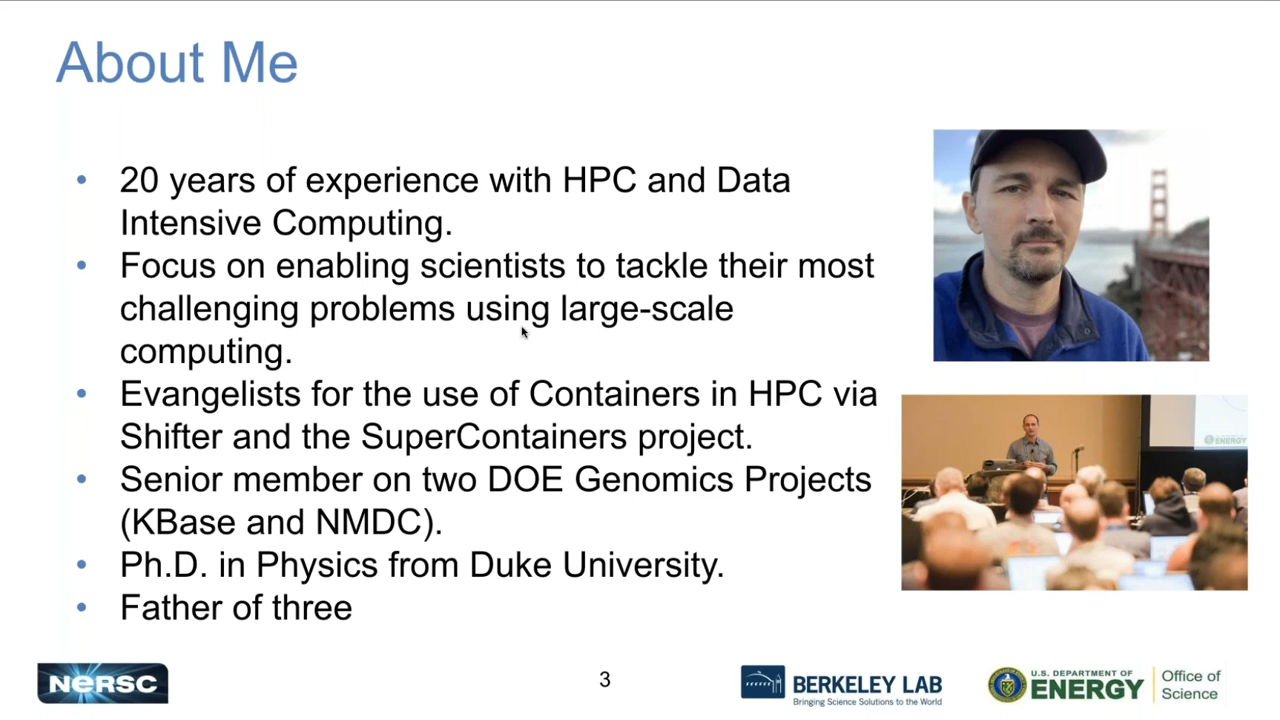 About Me
• 20 years of experience with HPC and Data
Intensive Computing.
• Focus on enabling scientists to tackle their most
challenging problems using large-scale
computing.
• Evangelists for the use of Containers in HPC via
Shifter and the SuperContainers project.
• Senior member on two DOE Genomics Projects
(KBase and NMDC).
• Ph.D. in Physics from Duke University.
• Father of three
ENERGY
NERSC
3
BERKELEY LAB
Bringing Science Solutions to the World
U.S. DEPARTMENT OF
ENERGY
Office of
Science